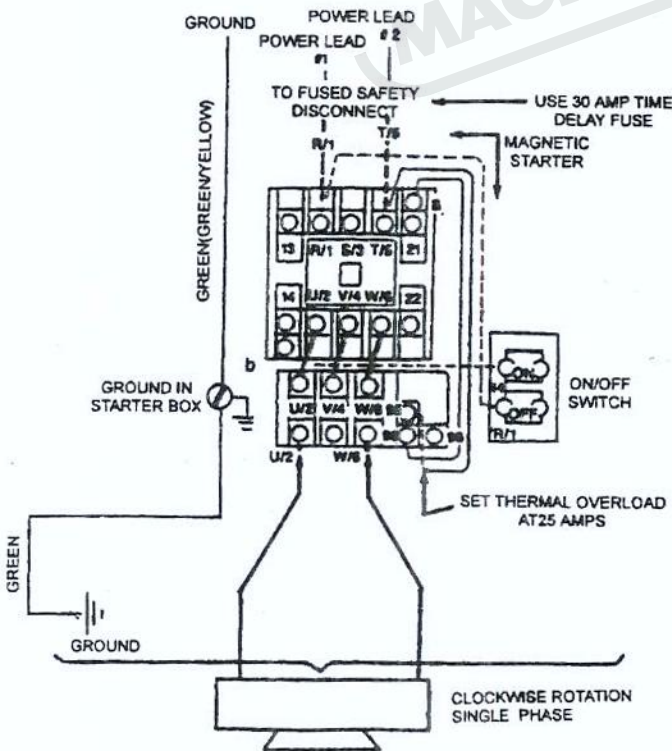 MACH
GROUND
POWER LEAD
#2
POWER LEAD
#1
TO FUSED SAFETY
DISCONNECT
USE 30 AMP TIME
DELAY FUSE
R/1
T/5
MAGNETIC
STARTER
GREEN(GREEN/YELLOW)
13
R/1
S/3
T/5
21
14
U/2
V/4
W/6
22
b
ON
OFF
R/1
ON/OFF
SWITCH
GROUND IN
STARTER BOX
U/2
V/4
W/6
95
96
U/2
W/6
SET THERMAL OVERLOAD
AT25 AMPS
GREEN
GROUND
CLOCKWISE ROTATION
SINGLE PHASE